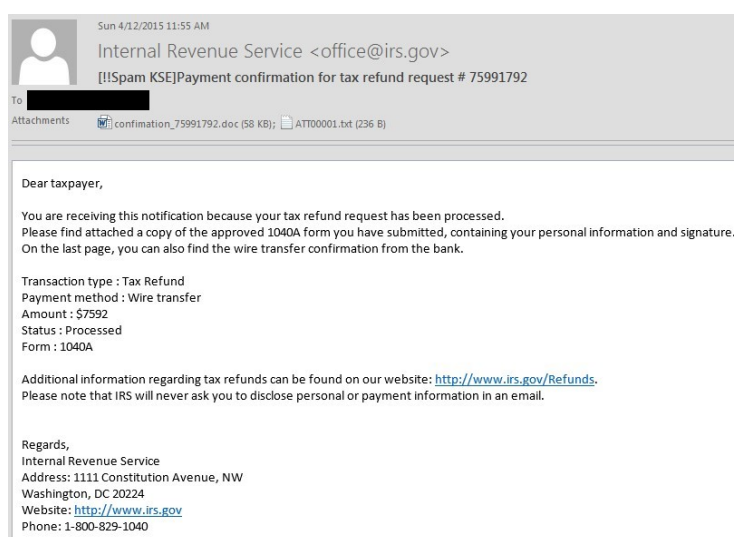 Sun 4/12/2015 11:55 AM
Internal Revenue Service <office@irs.gov>
[!!Spam KSE]Payment confirmation for tax refund request # 75991792
To
Attachments confimation_75991792.doc (58 KB); ATT00001.txt (236 B)
Dear taxpayer,
You are receiving this notification because your tax refund request has been processed.
Please find attached a copy of the approved 1040A form you have submitted, containing your personal information and signature.
On the last page, you can also find the wire transfer confirmation from the bank.
Transaction type : Tax Refund
Payment method : Wire transfer
Amount : $7592
Status : Processed
Form : 1040A
Additional information regarding tax refunds can be found on our website: http://www.irs.gov/Refunds.
Please note that IRS will never ask you to disclose personal or payment information in an email.
Regards,
Internal Revenue Service
Address: 1111 Constitution Avenue, NW
Washington, DC 20224
Website: http://www.irs.gov
Phone: 1-800-829-1040